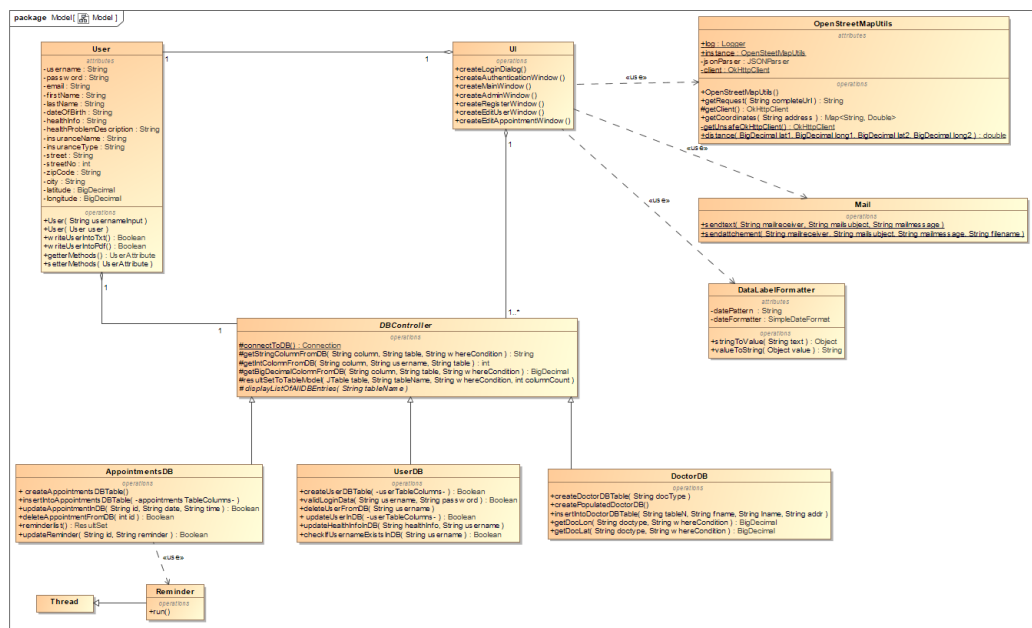 package Model [ Model ]
User
attributes
-username : String
-password : String
-email : String
-firstName : String
-lastName : String
-dateOfBirth : String
-healthInfo : String
-healthProblemDescription : String
-insuranceName : String
-insuranceType : String
-street : String
-streetNo : int
-zipCode : String
-city : String
-latitude : BigDecimal
-longitude : BigDecimal
operations
+User( String usernameInput )
+User( User user )
+writeUserIntoTxt() : Boolean
+writeUserIntoPdf() : Boolean
+getterMethods() : UserAttribute
+setterMethods( UserAttribute )
1
1
UI
operations
+createLoginDialog()
+createAuthenticationWindow()
+createMainWindow()
+createAdminWindow()
+createRegisterWindow()
+createEditUserWindow()
+createEditAppointmentWindow()
«use»
«use»
«use»
OpenStreetMapUtils
attributes
+log : Logger
+instance : OpenSteetMapUtils
-jsonParser : JSONParser
-client : OkHttpClient
operations
+OpenStreetMapUtils()
+getRequest( String completeUrl ) : String
#getClient() : OkHttpClient
+getCoordinates( String address ) : Map<String, Double>
-getUnsafeOkHttpClient() : OkHttpClient
+distance( BigDecimal lat1, BigDecimal long1, BigDecimal lat2, BigDecimal long2 ) : double
Mail
operations
+sendtext( String mailreceiver, String mailsubject, String mailmessage )
+sendattchement( String mailreceiver, String mailsubject, String mailmessage, String filename )
DataLabelFormatter
attributes
-datePattern : String
-dateFormatter : SimpleDateFormat
operations
+stringToValue( String text ) : Object
+valueToString( Object value ) : String
1
1
1
1..*
DBController
operations
#connectToDB() : Connection
#getStringColumnFromDB( String column, String table, String whereCondition ) : String
#getIntColumnFromDB( String column, String username, String table ) : int
#getBigDecimalColumnFromDB( String column, String table, String whereCondition ) : BigDecimal
#resultSetToTableModel( JTable table, String tableName, String whereCondition, int columnCount )
#displayListOfAllDBEntries( String tableName )
AppointmentsDB
operations
+ createAppointmentsDBTable()
+insertIntoAppointmentsDBTable( -appointmentsTableColumns- )
+updateAppointmentInDB( String id, String date, String time ) : Boolean
+deleteAppointmentFromDB( int id ) : Boolean
+reminderlist() : ResultSet
+updateReminder( String id, String reminder ) : Boolean
UserDB
operations
+createUserDBTable( -userTableColumns- ) : Boolean
+validLoginData( String username, String password ) : Boolean
+deleteUserFromDB( String username )
+ updateUserInDB( -userTableColumns- ) : Boolean
+updateHealthInfoInDB( String healthInfo, String username )
+checkIfUsernameExistsInDB( String username ) : Boolean
DoctorDB
operations
+createDoctorDBTable( String docType )
+createPopulatedDoctorDB()
+insertIntoDoctorDBTable( String tableN, String fname, String lname, String addr )
+getDocLon( String doctype, String whereCondition ) : BigDecimal
+getDocLat( String doctype, String whereCondition ) : BigDecimal
«use»
Thread
Reminder
operations
+run()